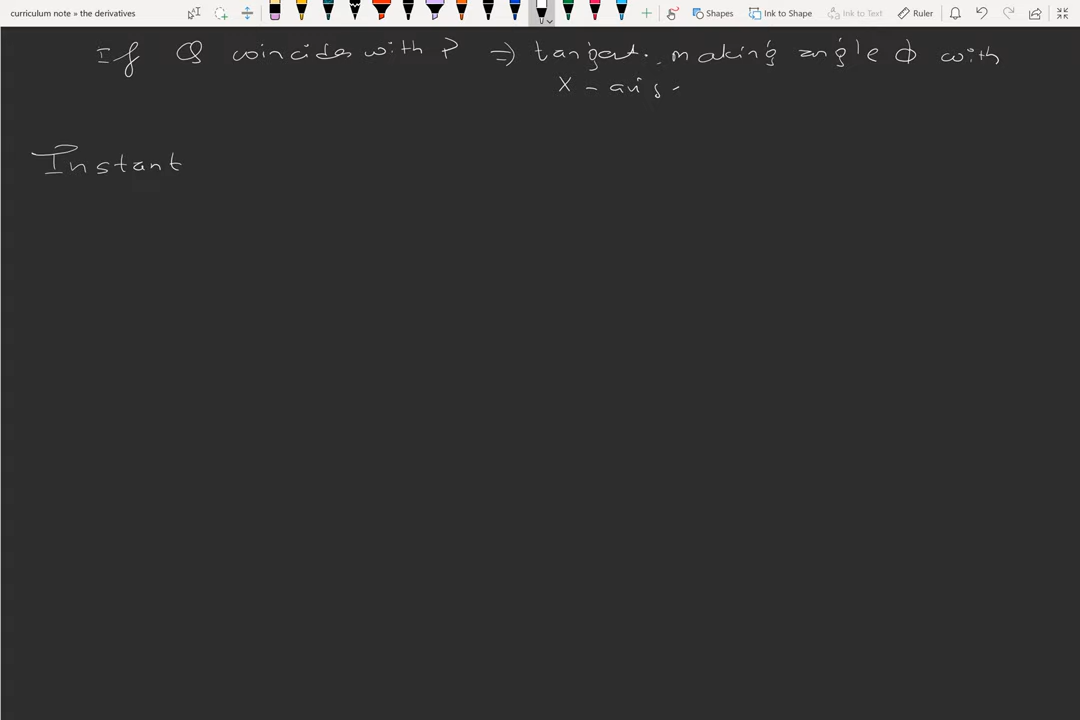 curriculum note » the derivatives
Shapes
Ink to Shape
Ink to Text
Ruler
If Q coincides with P => tangent. making angle ϕ with
X - axis -
Instant